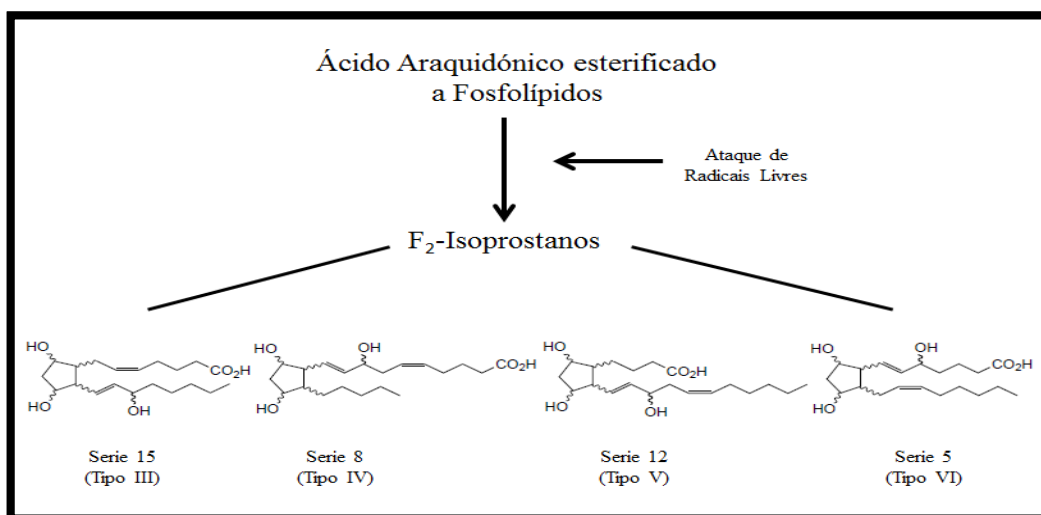 Ácido Araquidónico esterificado
a Fosfolípidos
Ataque de
Radicais Livres
F₂-Isoprostanos
HO
HO
CO₂H
OH
HO
HO
OH
CO₂H
HO
HO
CO₂H
OH
HO
HO
OH
CO₂H
Serie 15
(Tipo III)
Serie 8
(Tipo IV)
Serie 12
(Tipo V)
Serie 5
(Tipo VI)